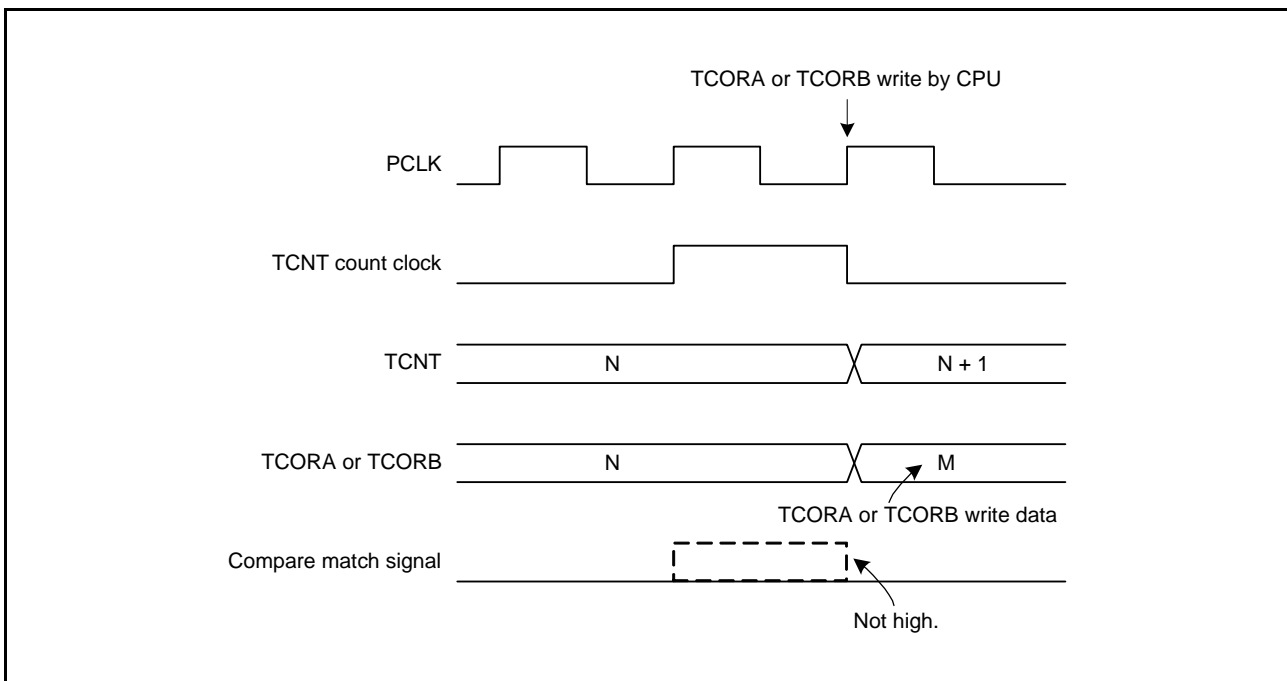 TCORA or TCORB write by CPU
PCLK
TCNT count clock
TCNT
N
N + 1
TCORA or TCORB
N
M
TCORA or TCORB write data
Compare match signal
Not high.